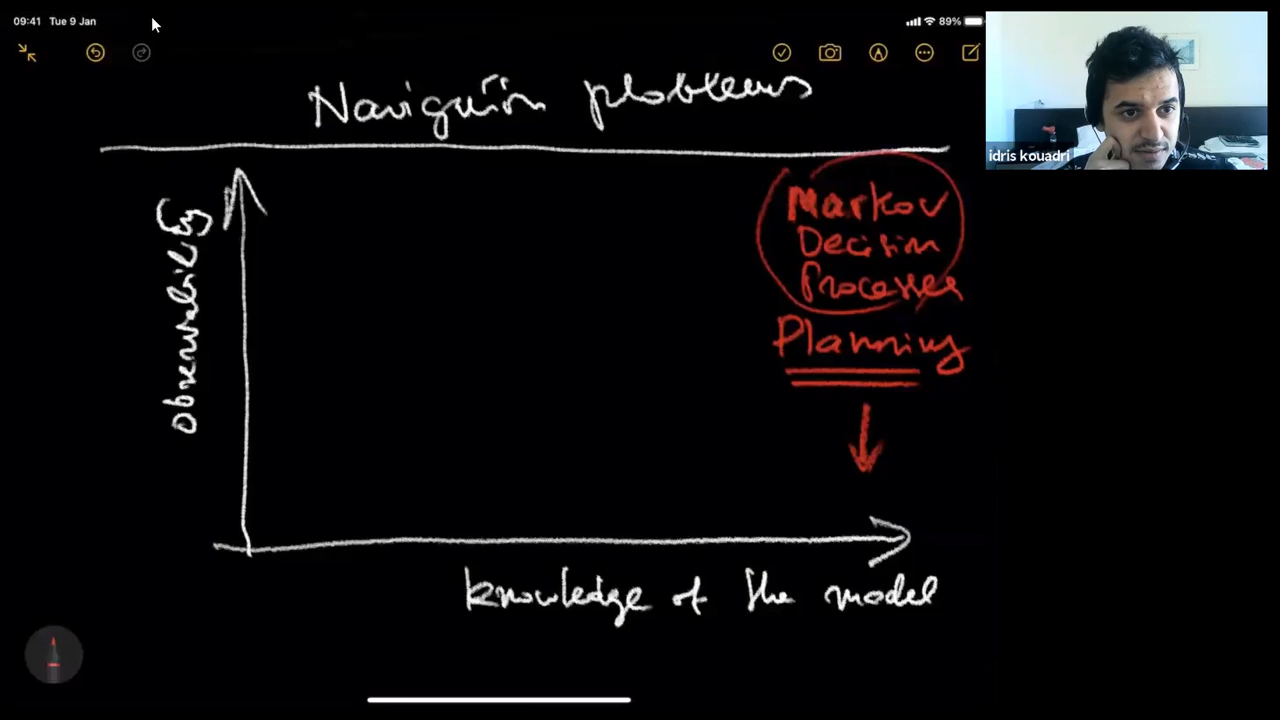 09:41 Tue 9 Jan
89%
Navigation problems
observability
Markov
Decision
Processes
Planning
knowledge of the model
idris kouadri